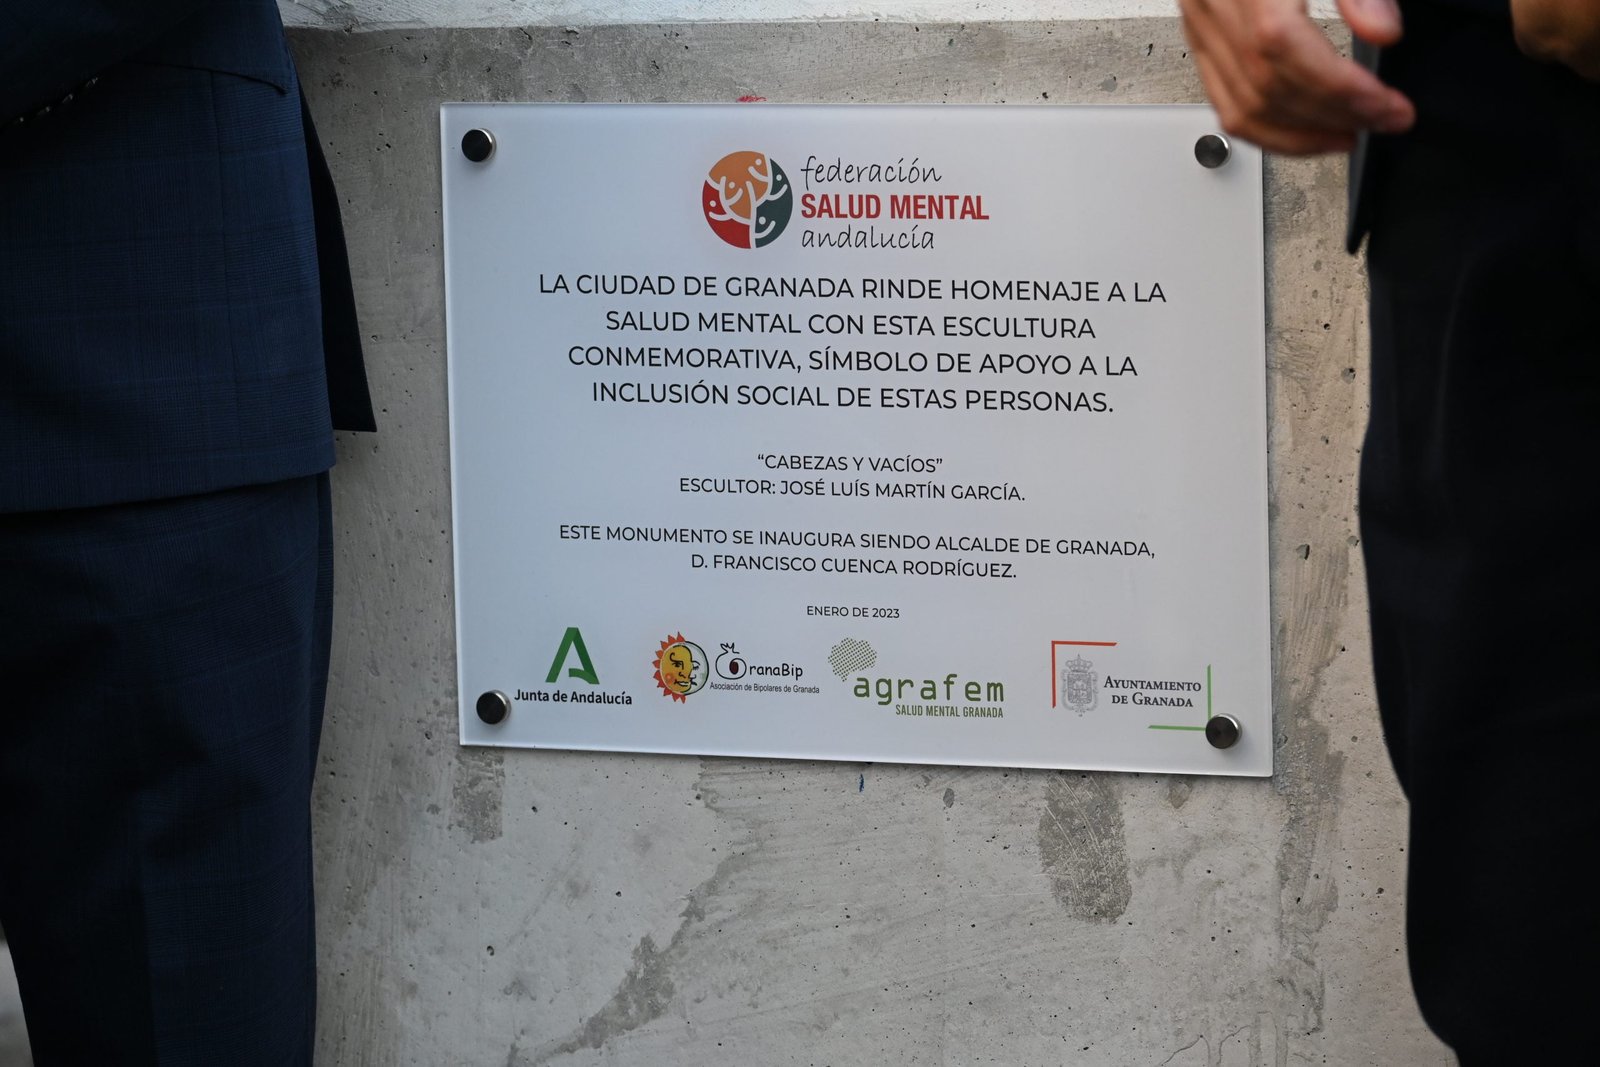 federación
SALUD MENTAL
andalucía
LA CIUDAD DE GRANADA RINDE HOMENAJE A LA
SALUD MENTAL CON ESTA ESCULTURA
CONMEMORATIVA, SÍMBOLO DE APOYO A LA
INCLUSIÓN SOCIAL DE ESTAS PERSONAS.
“CABEZAS Y VACÍOS”
ESCULTOR: JOSÉ LUÍS MARTÍN GARCÍA.
ESTE MONUMENTO SE INAUGURA SIENDO ALCALDE DE GRANADA,
D. FRANCISCO CUENCA RODRÍGUEZ.
ENERO DE 2023
Junta de Andalucía
GranaBip
Asociación de Bipolares de Granada
agrafem
SALUD MENTAL GRANADA
AYUNTAMIENTO
DE GRANADA